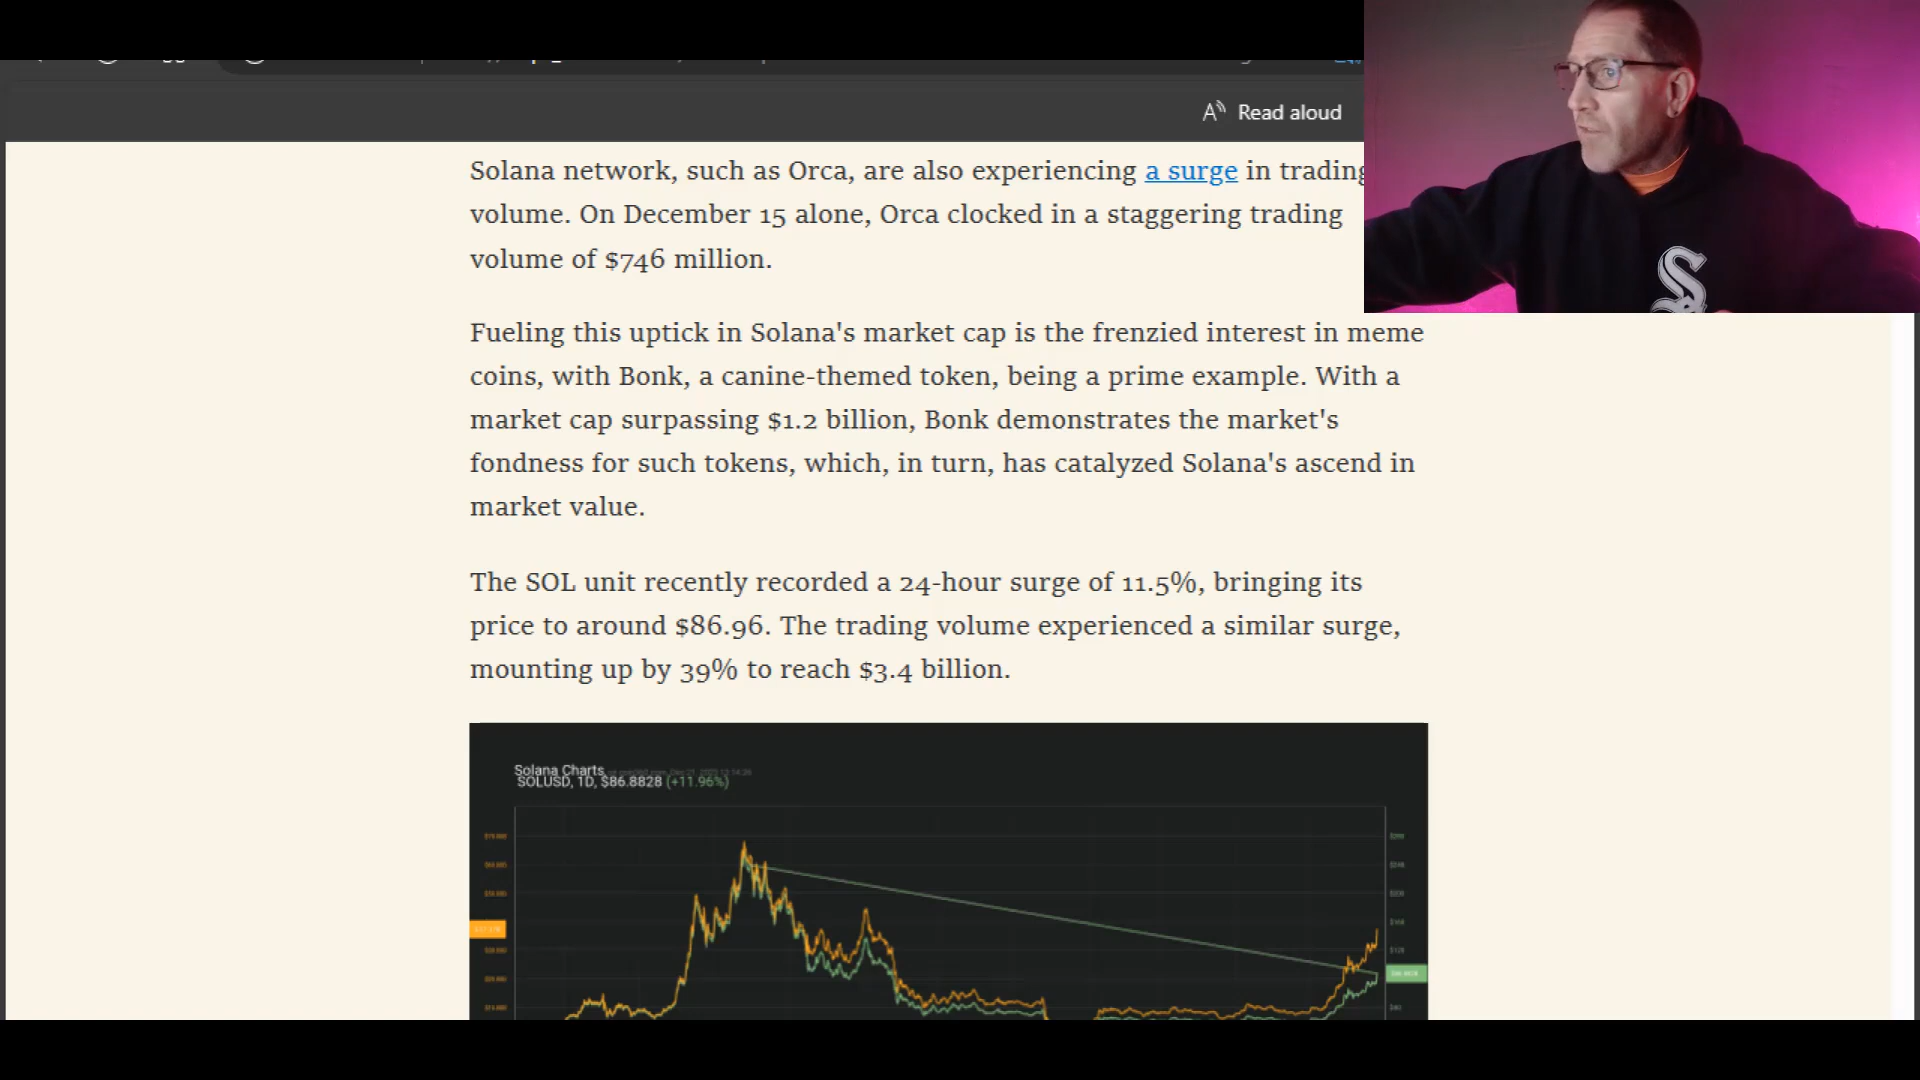 Read aloud
Solana network, such as Orca, are also experiencing a surge in trading
volume. On December 15 alone, Orca clocked in a staggering trading
volume of $746 million.
Fueling this uptick in Solana's market cap is the frenzied interest in meme
coins, with Bonk, a canine-themed token, being a prime example. With a
market cap surpassing $1.2 billion, Bonk demonstrates the market's
fondness for such tokens, which, in turn, has catalyzed Solana's ascend in
market value.
The SOL unit recently recorded a 24-hour surge of 11.5%, bringing its
price to around $86.96. The trading volume experienced a similar surge,
mounting up by 39% to reach $3.4 billion.
Solana Charts
SOLUSD, 1D, $86.8828 (+11.96%)